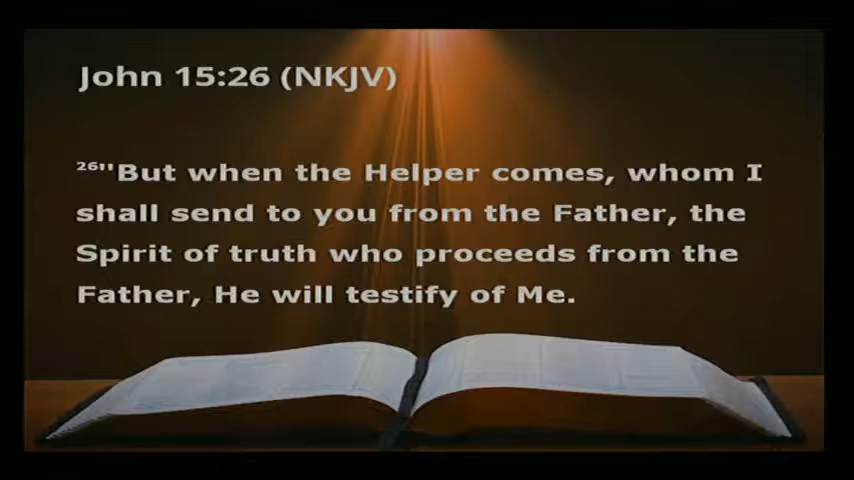 John 15:26 (NKJV)
²⁶"But when the Helper comes, whom I
shall send to you from the Father, the
Spirit of truth who proceeds from the
Father, He will testify of Me.